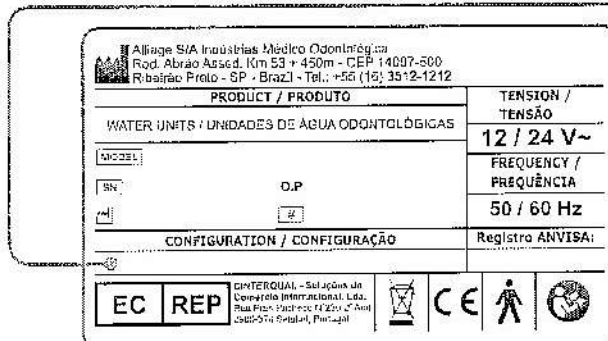 Alliage S/A Indústrias Médico Odontológica
Rod. Abrão Assed, Km 53 + 450m - CEP 14097-500
Ribeirão Preto - SP - Brazil - Tel.: +55 (16) 3512-1212
PRODUCT / PRODUTO
WATER UNITS / UNIDADES DE ÁGUA ODONTOLÓGICAS
TENSION /
TENSÃO
12 / 24 V~
MODEL
FREQUENCY /
FREQUÊNCIA
SN
O.P
50 / 60 Hz
#
CONFIGURATION / CONFIGURAÇÃO
Registro ANVISA:
EC REP
CINTERQUAL - Soluções de
Comércio Internacional, Lda.
Setúbal, Portugal
CE